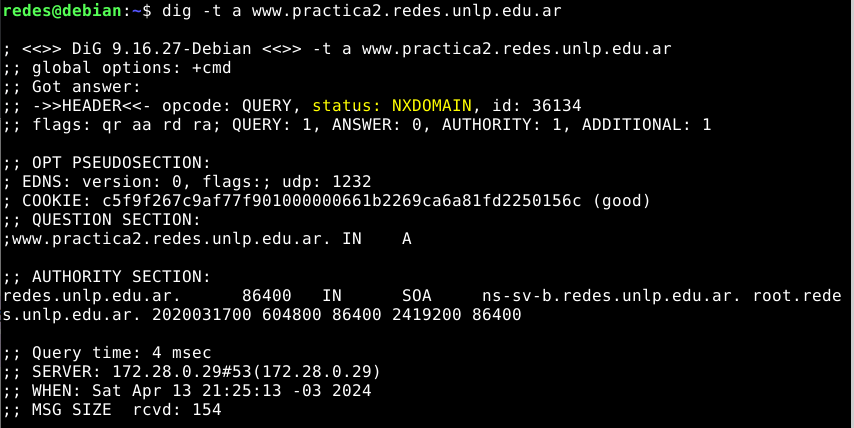 redes@debian:~$ dig -t a www.practica2.redes.unlp.edu.ar
; <<>> DiG 9.16.27-Debian <<>> -t a www.practica2.redes.unlp.edu.ar
;; global options: +cmd
;; Got answer:
;; ->>HEADER<<- opcode: QUERY, status: NXDOMAIN, id: 36134
;; flags: qr aa rd ra; QUERY: 1, ANSWER: 0, AUTHORITY: 1, ADDITIONAL: 1
;; OPT PSEUDOSECTION:
; EDNS: version: 0, flags:; udp: 1232
; COOKIE: c5f9f267c9af77f901000000661b2269ca6a81fd2250156c (good)
;; QUESTION SECTION:
;www.practica2.redes.unlp.edu.ar. IN    A
;; AUTHORITY SECTION:
redes.unlp.edu.ar.      86400   IN      SOA     ns-sv-b.redes.unlp.edu.ar. root.rede
s.unlp.edu.ar. 2020031700 604800 86400 2419200 86400
;; Query time: 4 msec
;; SERVER: 172.28.0.29#53(172.28.0.29)
;; WHEN: Sat Apr 13 21:25:13 -03 2024
;; MSG SIZE  rcvd: 154